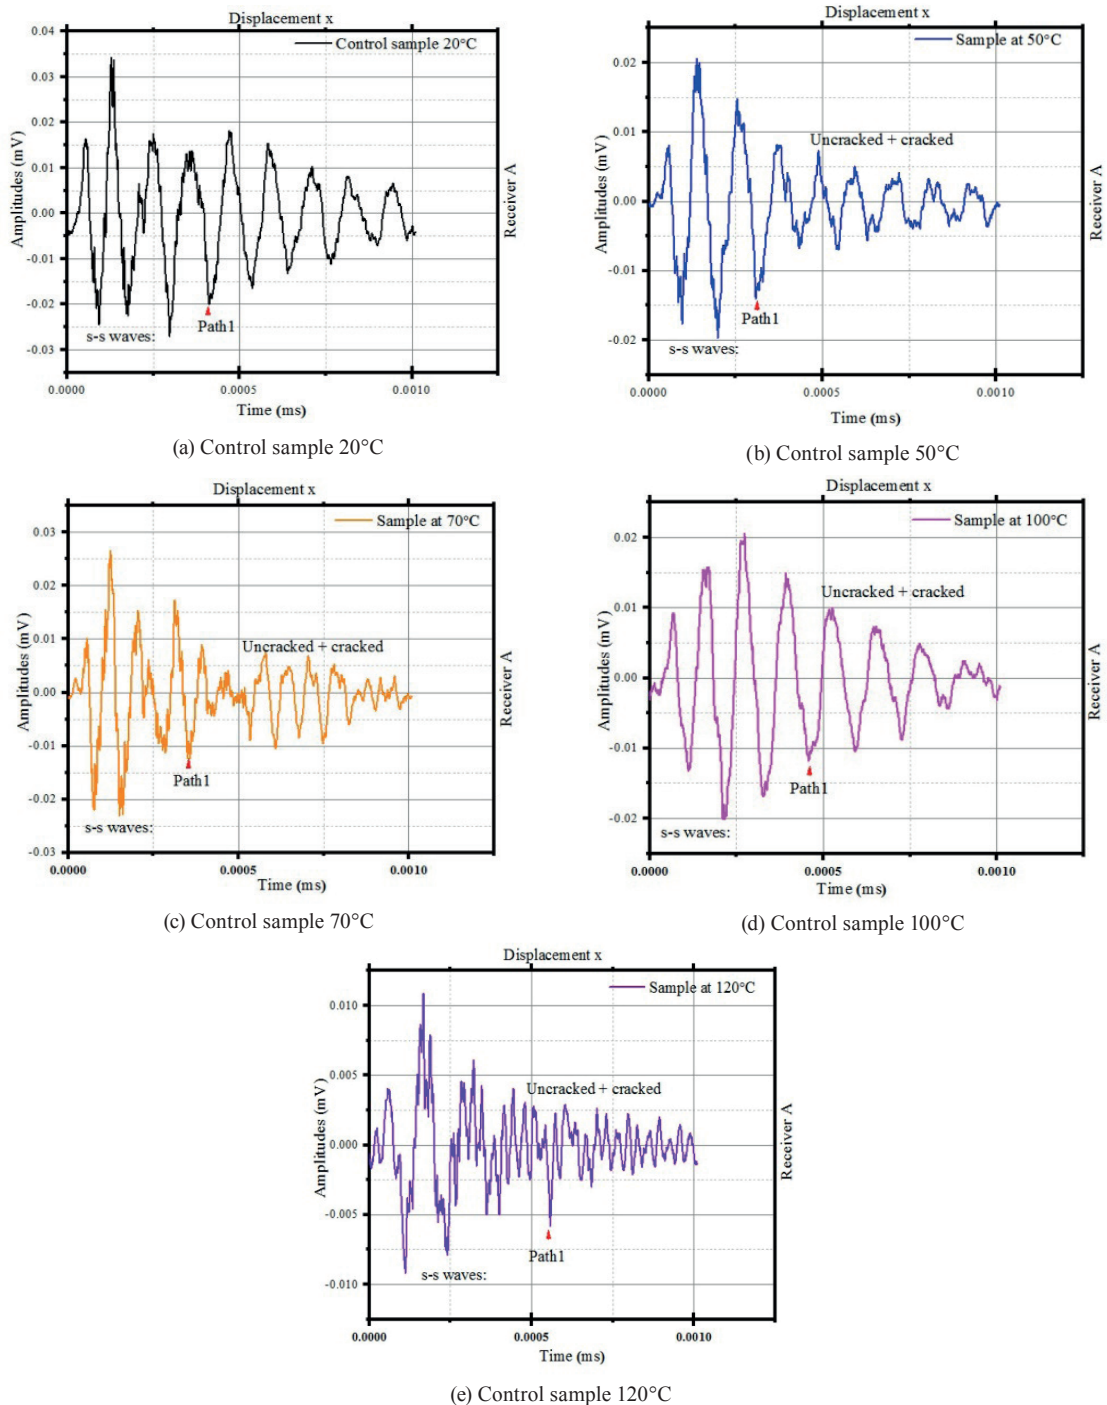 Displacement x
Control sample 20°C
0.04
0.03
0.02
0.01
0.00
-0.01
-0.02
-0.03
Amplitudes (mV)
Receiver A
Path1
s-s waves:
0.0000 0.0005 0.0010
Time (ms)
(a) Control sample 20°C
Displacement x
Sample at 50°C
0.02
0.01
0.00
-0.01
-0.02
Amplitudes (mV)
Receiver A
Uncracked + cracked
Path1
s-s waves:
0.0000 0.0005 0.0010
Time (ms)
(b) Control sample 50°C
Displacement x
Sample at 70°C
0.03
0.02
0.01
0.00
-0.01
-0.02
-0.03
Amplitudes (mV)
Receiver A
Uncracked + cracked
Path1
s-s waves:
0.0000 0.0005 0.0010
Time (ms)
(c) Control sample 70°C
Displacement x
Sample at 100°C
0.02
0.01
0.00
-0.01
-0.02
Amplitudes (mV)
Receiver A
Uncracked + cracked
Path1
s-s waves:
0.0000 0.0005 0.0010
Time (ms)
(d) Control sample 100°C
Displacement x
Sample at 120°C
0.010
0.005
0.000
-0.005
-0.010
Amplitudes (mV)
Receiver A
Uncracked + cracked
Path1
s-s waves:
0.0000 0.0005 0.0010
Time (ms)
(e) Control sample 120°C